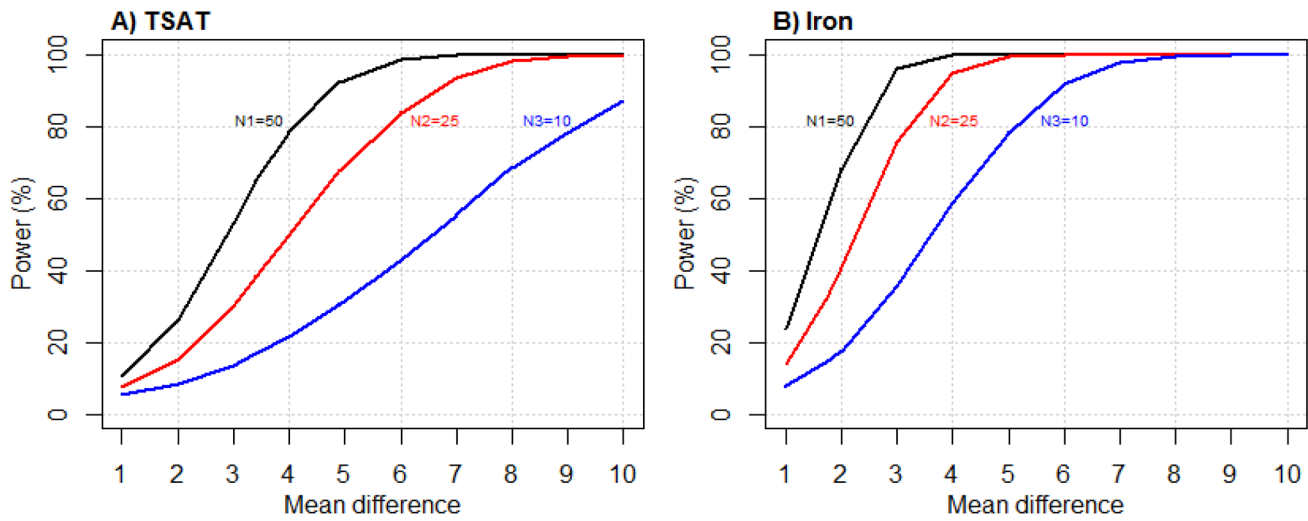 A) TSAT
Power (%)
100
80
60
40
20
0
N1=50
N2=25
N3=10
1 2 3 4 5 6 7 8 9 10
Mean difference
B) Iron
Power (%)
100
80
60
40
20
0
N1=50
N2=25
N3=10
1 2 3 4 5 6 7 8 9 10
Mean difference